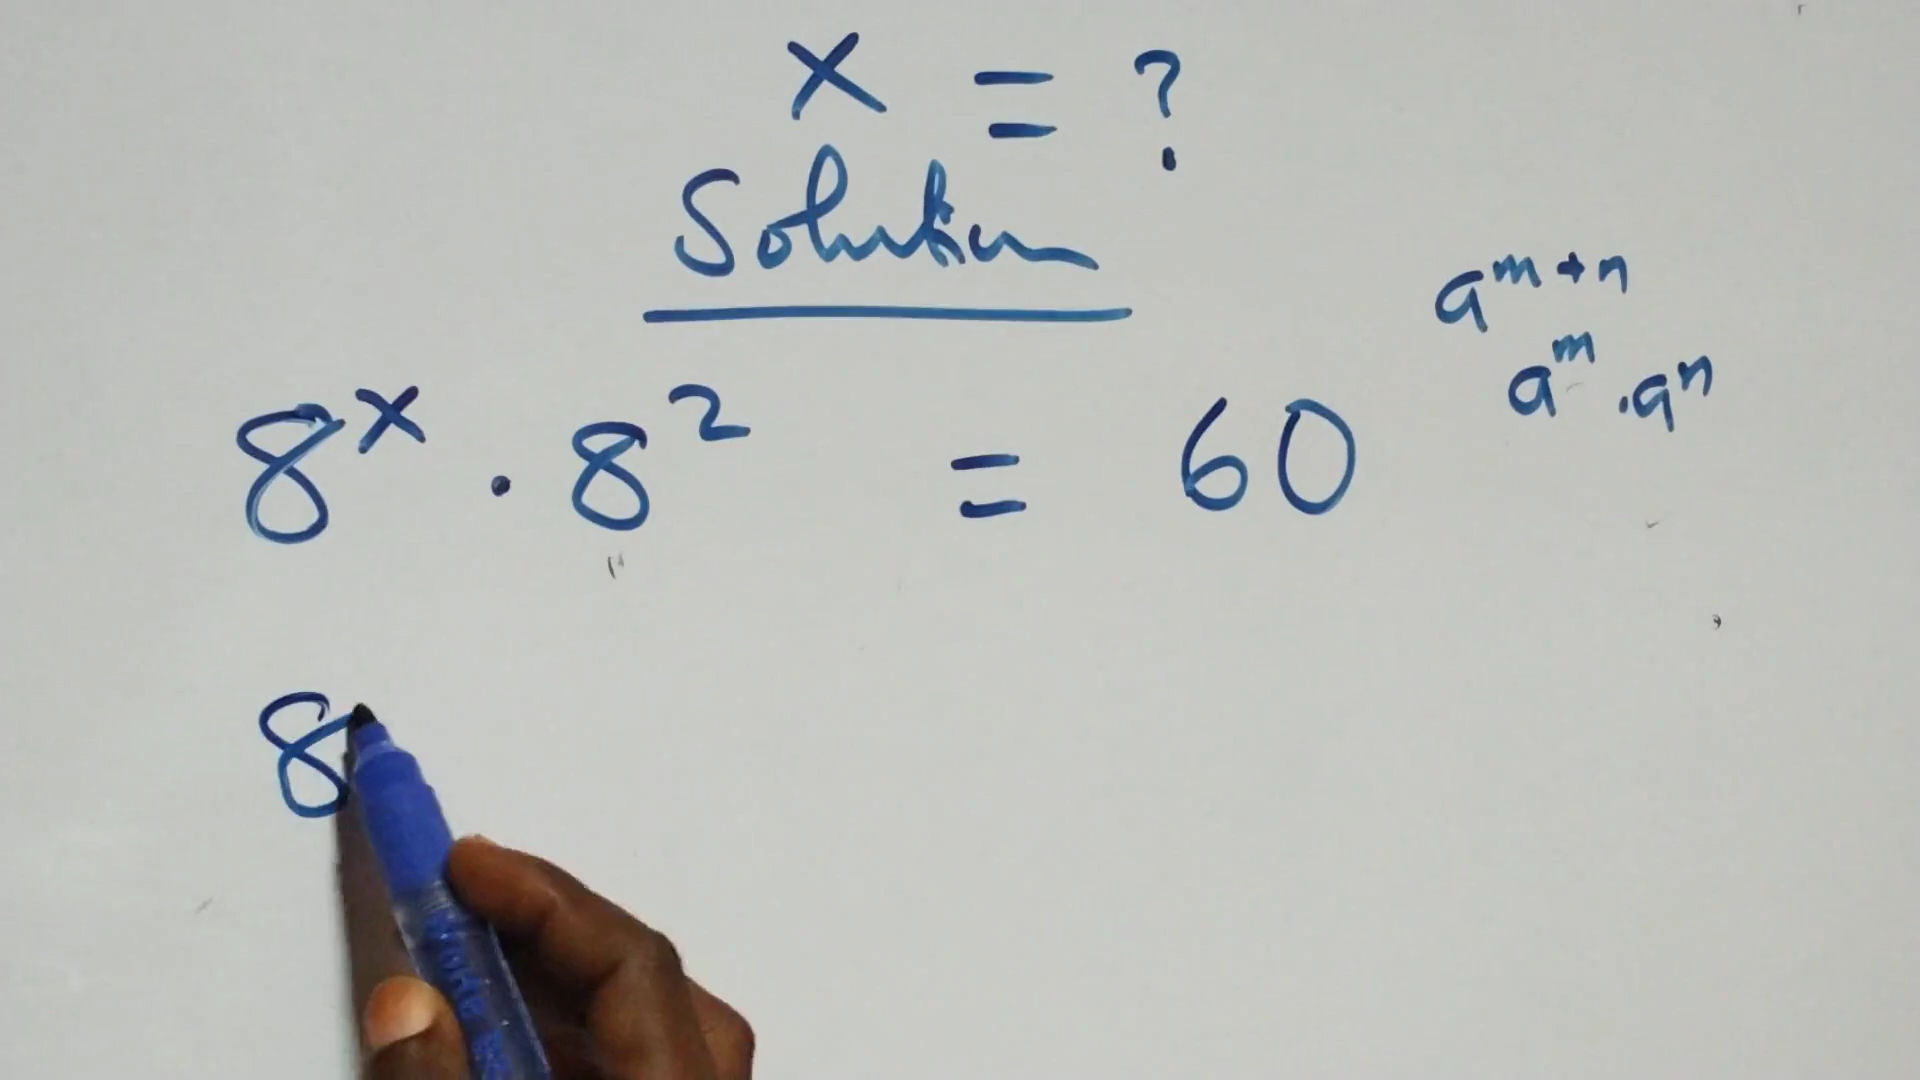 x = ?
Solution
a^{m+n}
a^m . a^n
8^x . 8^2 = 60
8